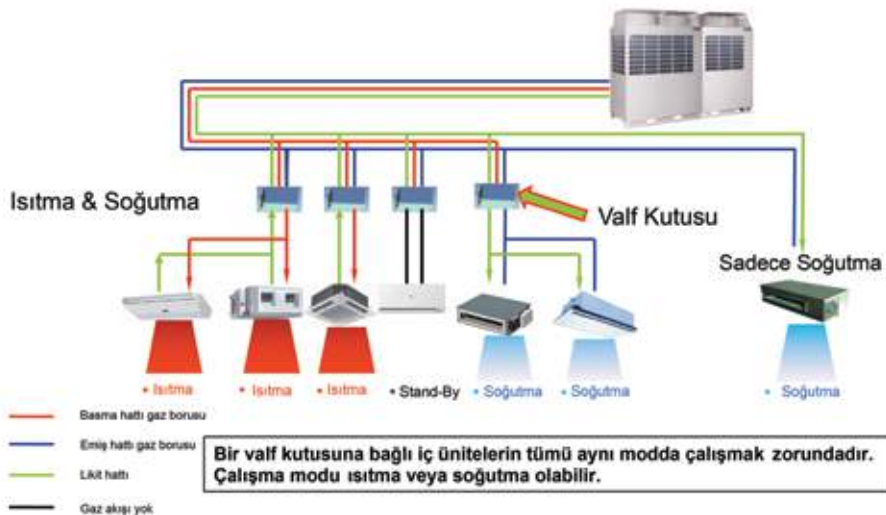 Isıtma & Soğutma
Valf Kutusu
Sadece Soğutma
• Isıtma
• Isıtma
• Isıtma
• Stand-By
• Soğutma
• Soğutma
• Soğutma
Basma hattı gaz borusu
Emiş hattı gaz borusu
Likit hattı
Gaz akışı yok
Bir valf kutusuna bağlı iç ünitelerin tümü aynı modda çalışmak zorundadır.
Çalışma modu ısıtma veya soğutma olabilir.